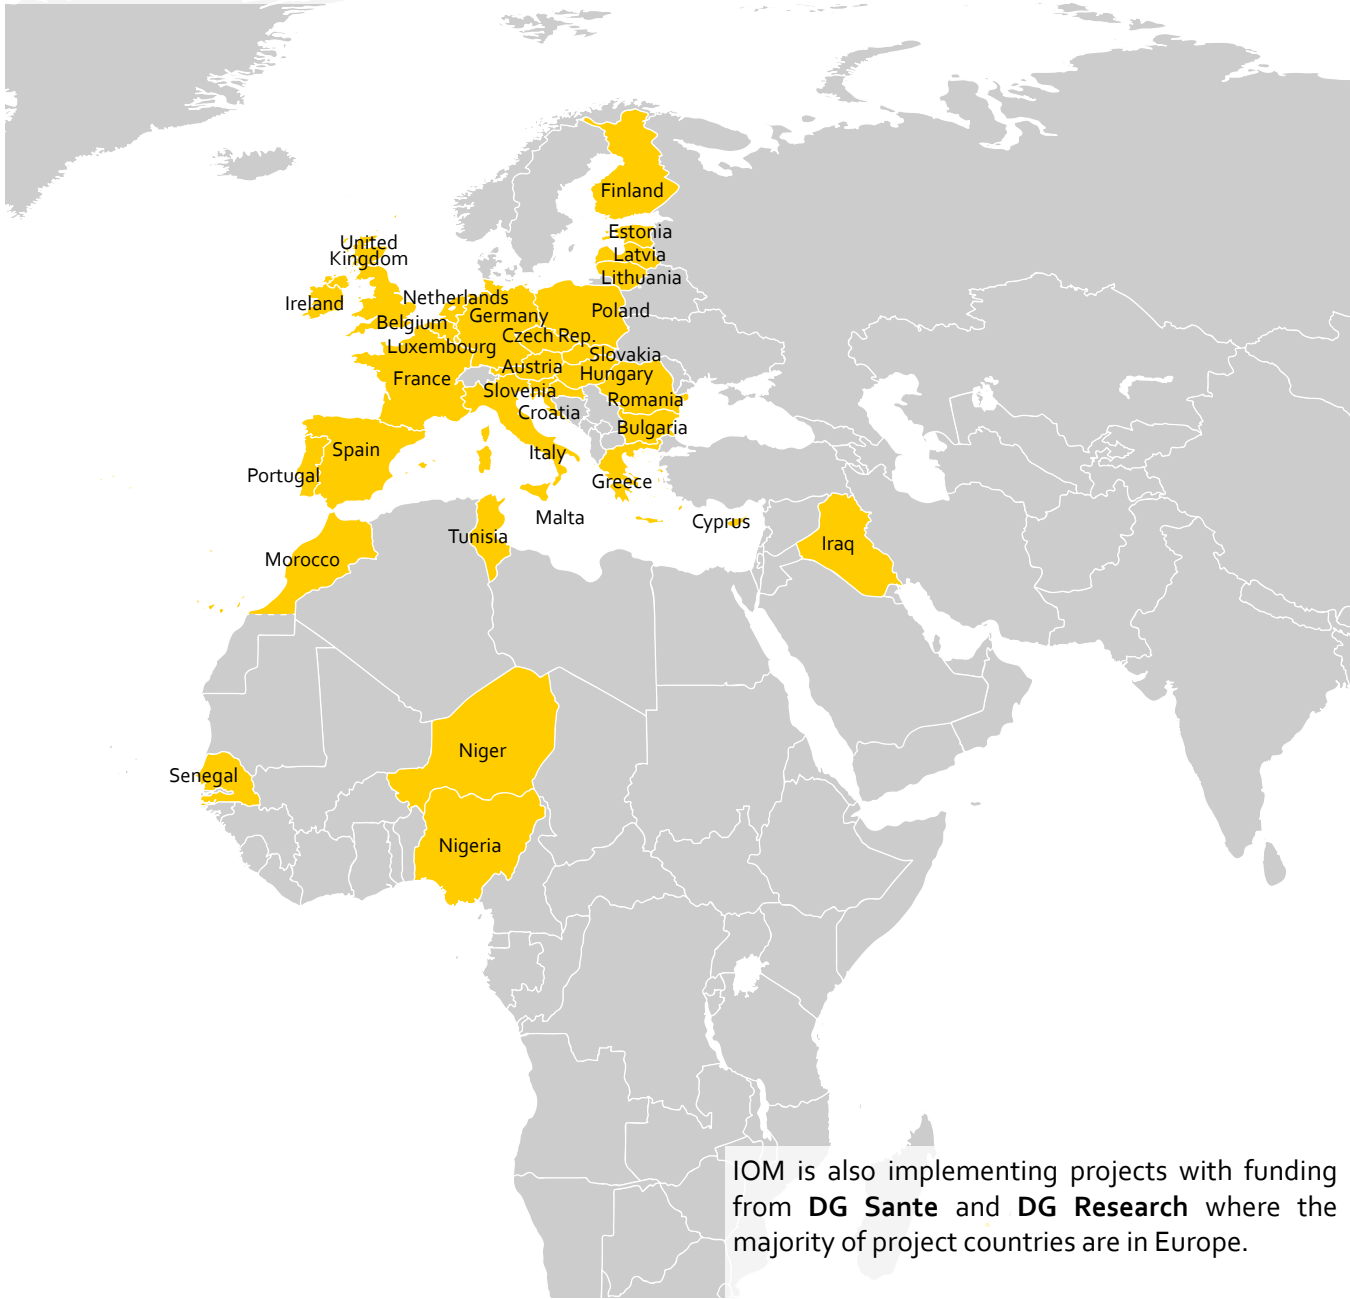 Finland
Estonia
Latvia
Lithuania
United
Kingdom
Ireland
Netherlands
Germany
Poland
Belgium
Czech Rep.
Luxembourg
Slovakia
Austria
Hungary
France
Slovenia
Romania
Croatia
Bulgaria
Spain
Italy
Portugal
Greece
Malta
Cyprus
Tunisia
Iraq
Morocco
Niger
Senegal
Nigeria
IOM is also implementing projects with funding
from DG Sante and DG Research where the
majority of project countries are in Europe.